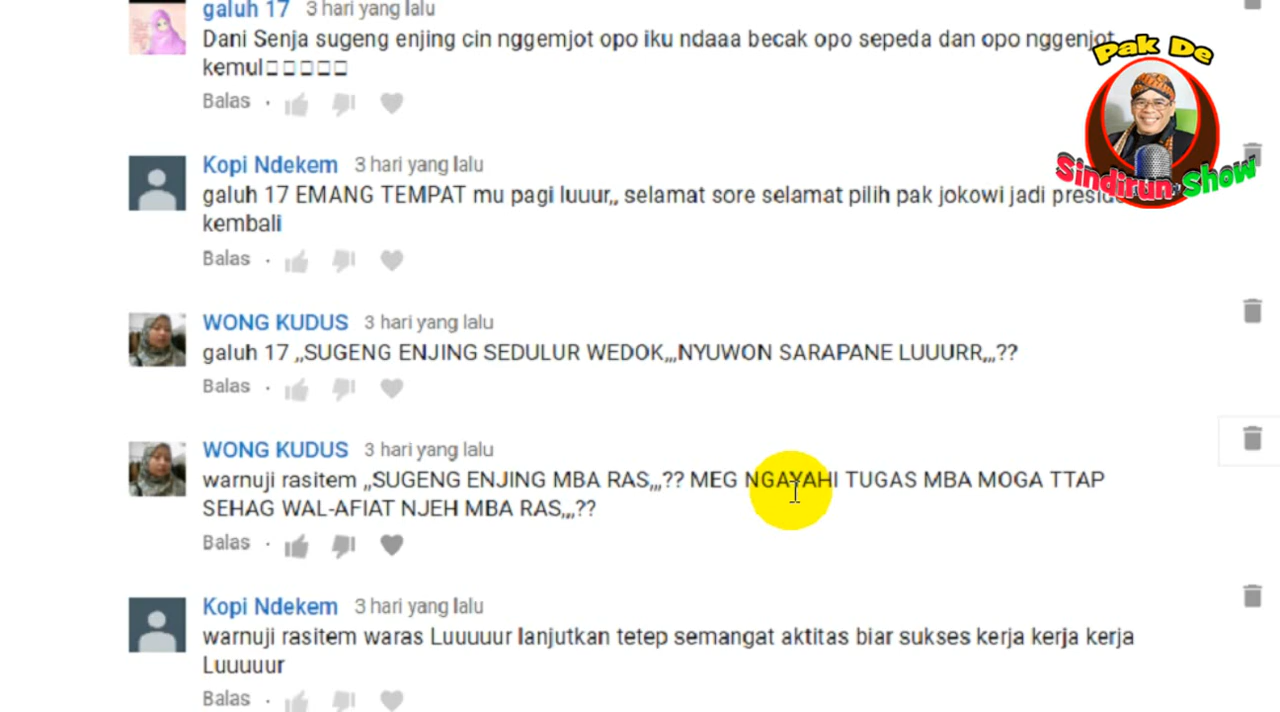 galuh 17 3 hari yang lalu
Dani Senja sugeng enjing cin nggemjot opo iku ndaaa becak opo sepeda dan opo nggenjot
kemul
Balas
Pak De
Sindirun Show
Kopi Ndekem 3 hari yang lalu
galuh 17 EMANG TEMPAT mu pagi luuur,, selamat sore selamat pilih pak jokowi jadi
kembali
Balas
WONG KUDUS 3 hari yang lalu
galuh 17 ,,SUGENG ENJING SEDULUR WEDOK,,,NYUWON SARAPANE LUUURR,,,??
Balas
WONG KUDUS 3 hari yang lalu
warnuji rasitem ,,SUGENG ENJING MBA RAS,,,?? MEG NGAYAHI TUGAS MBA MOGA TTAP
SEHAG WAL-AFIAT NJEH MBA RAS,,,??
Balas
Kopi Ndekem 3 hari yang lalu
warnuji rasitem waras Luuuuur lanjutkan tetep semangat aktitas biar sukses kerja kerja kerja
Luuuuur
Balas